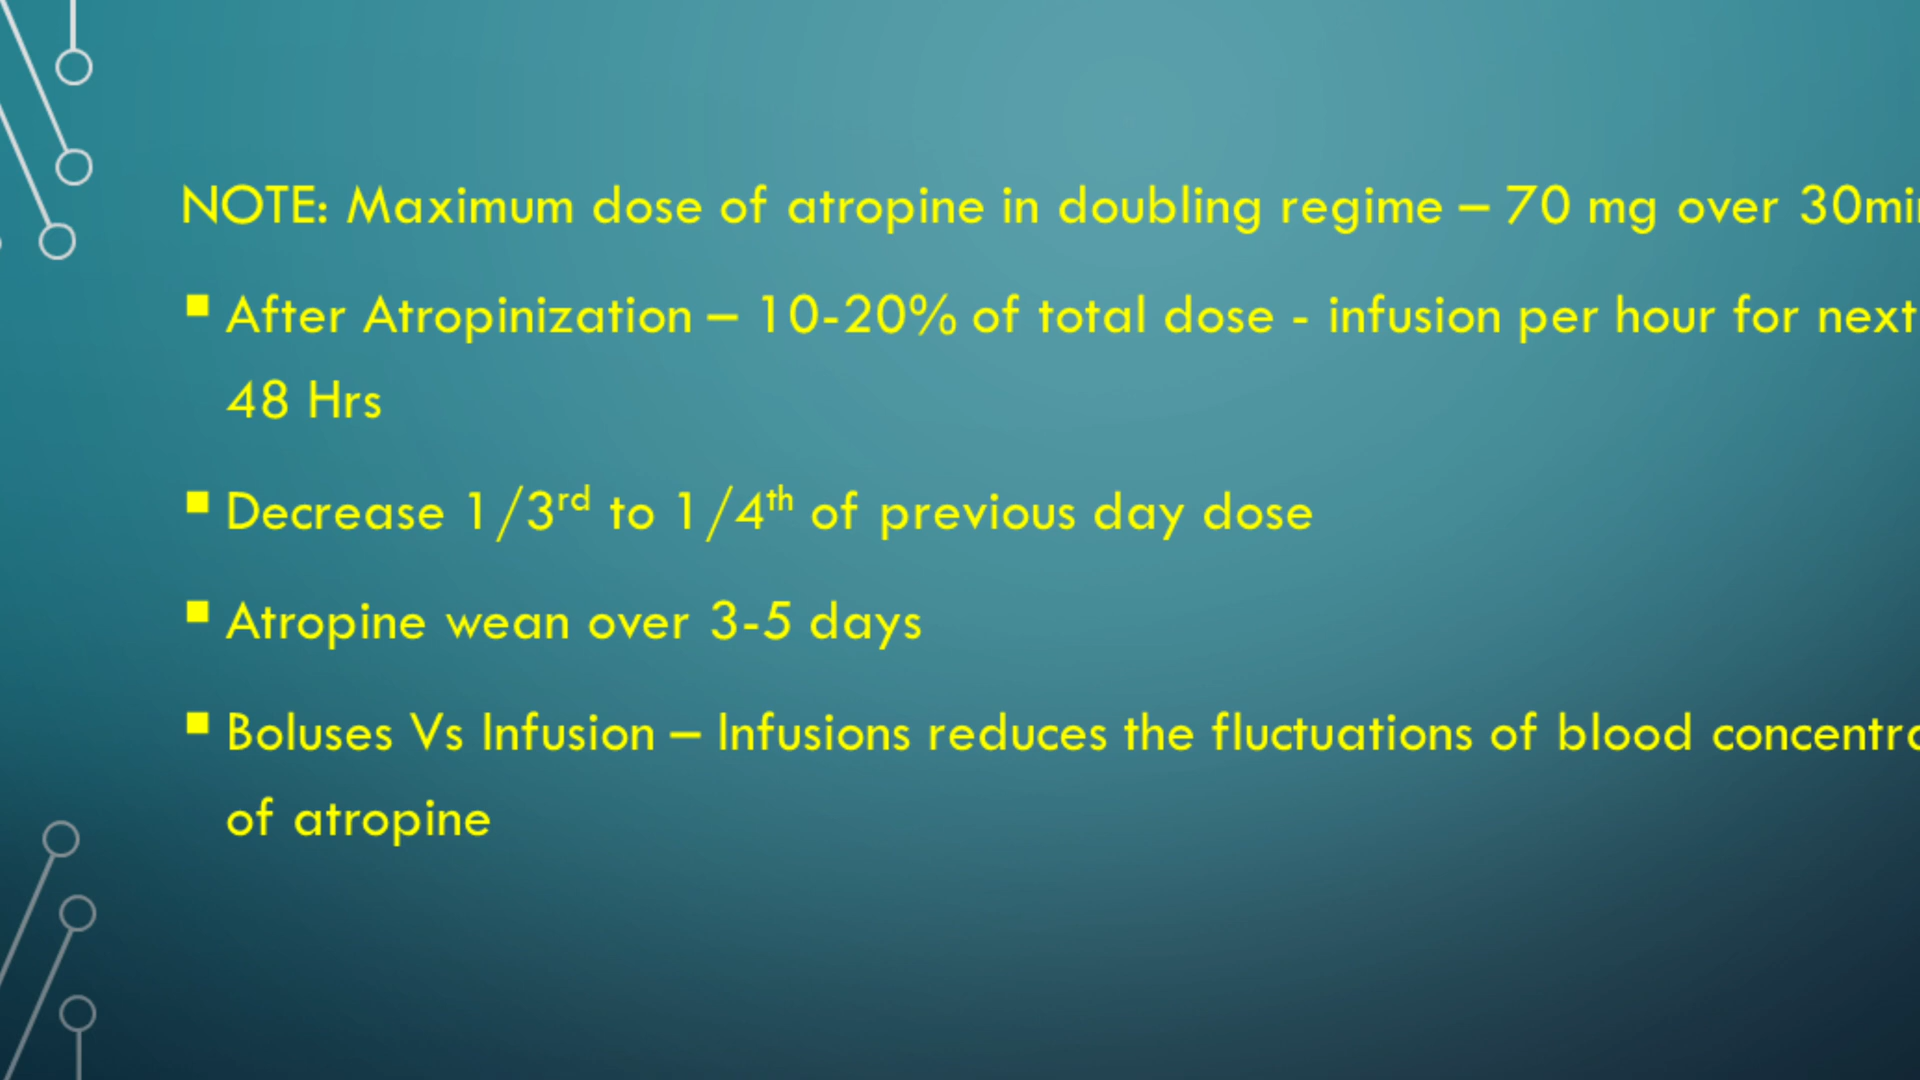 NOTE: Maximum dose of atropine in doubling regime – 70 mg over 30mi
▪ After Atropinization – 10-20% of total dose - infusion per hour for next
48 Hrs
▪ Decrease 1/3rd to 1/4th of previous day dose
▪ Atropine wean over 3-5 days
▪ Boluses Vs Infusion – Infusions reduces the fluctuations of blood
of atropine